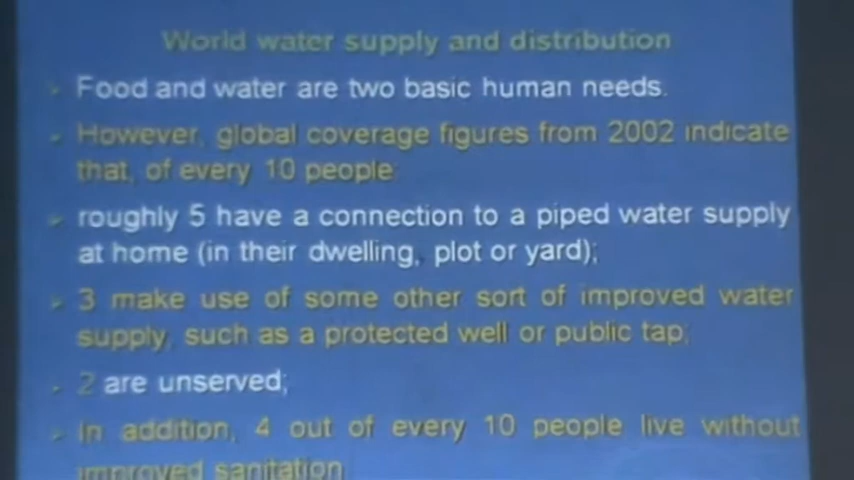 World water supply and distribution
Food and water are two basic human needs.
However, global coverage figures from 2002 indicate
that, of every 10 people:
roughly 5 have a connection to a piped water supply
at home (in their dwelling, plot or yard);
3 make use of some other sort of improved water
supply, such as a protected well or public tap;
2 are unserved;
In addition, 4 out of every 10 people live without
improved sanitation